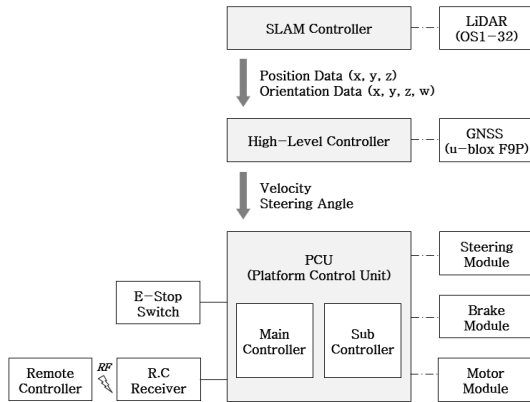 SLAM Controller
LiDAR
(OS1-32)
Position Data (x, y, z)
Orientation Data (x, y, z, w)
High-Level Controller
GNSS
(u-blox F9P)
Velocity
Steering Angle
PCU
(Platform Control Unit)
Steering
Module
E-Stop
Switch
Main
Controller
Sub
Controller
Brake
Module
Remote
Controller
RF
R.C
Receiver
Motor
Module